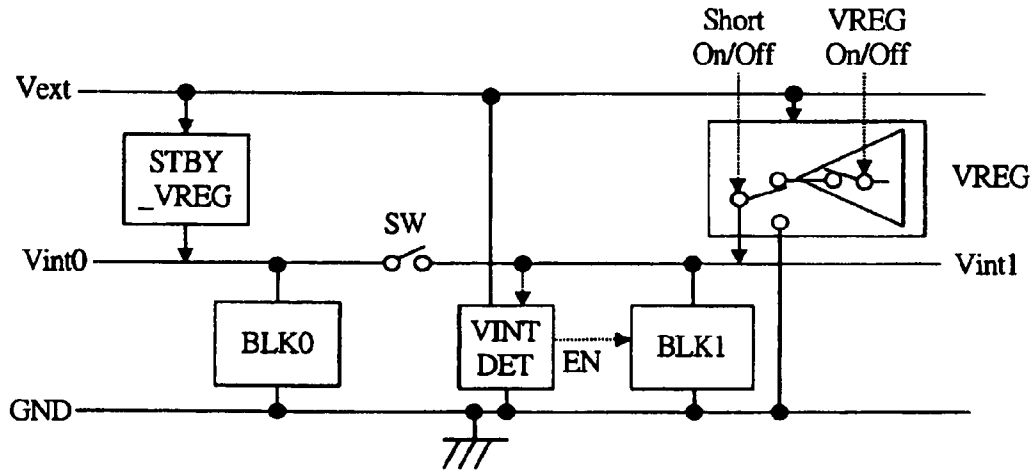 Short
On/Off
VREG
On/Off
Vext
STBY
_VREG
VREG
SW
Vint0
Vint1
BLK0
VINT
DET
EN
BLK1
GND